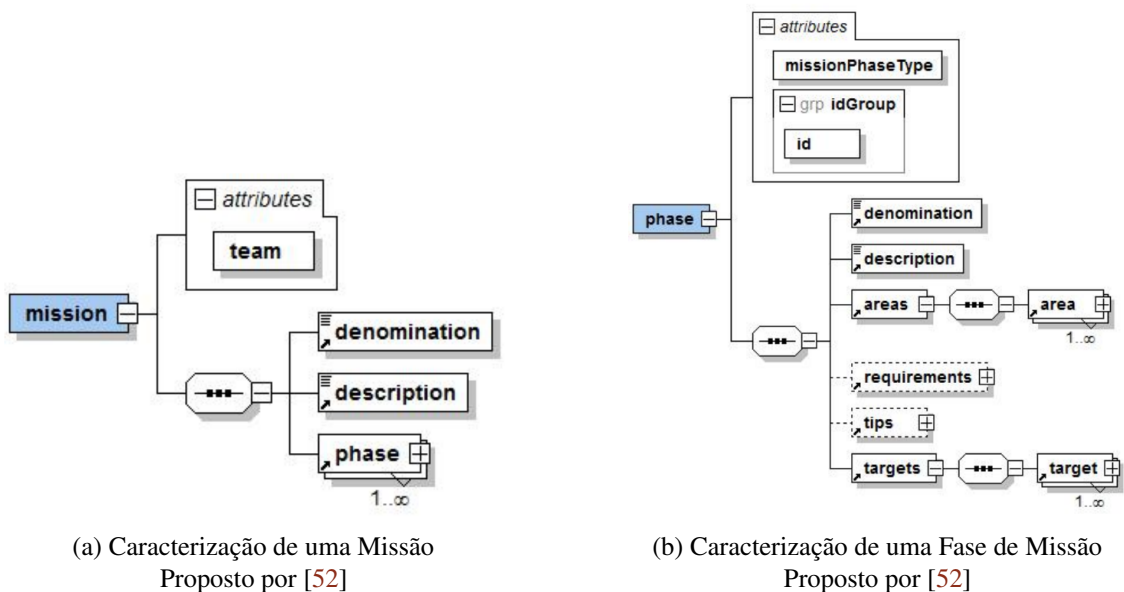 attributes
team
mission
denomination
description
phase
1..∞
(a) Caracterização de uma Missão
Proposto por [52]
attributes
missionPhaseType
grp idGroup
id
phase
denomination
description
areas
area
1..∞
requirements
tips
targets
target
1..∞
(b) Caracterização de uma Fase de Missão
Proposto por [52]